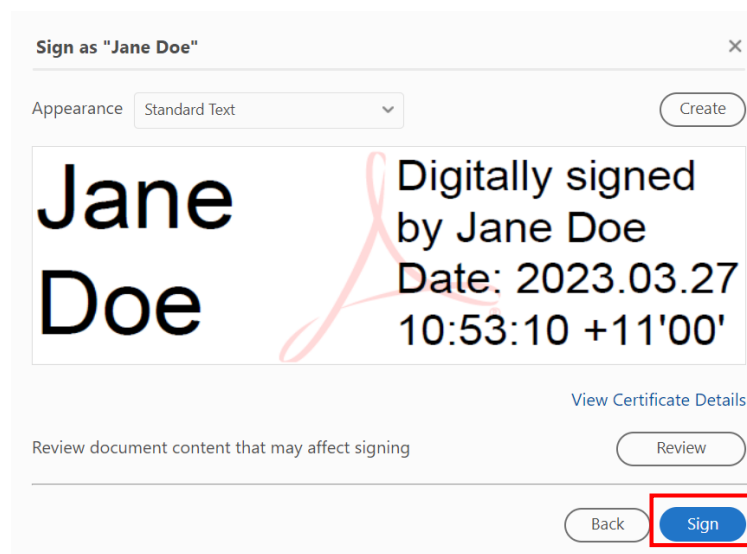 Sign as "Jane Doe"
Appearance Standard Text Create
Jane
Doe
Digitally signed
by Jane Doe
Date: 2023.03.27
10:53:10 +11'00'
View Certificate Details
Review document content that may affect signing Review
Back Sign